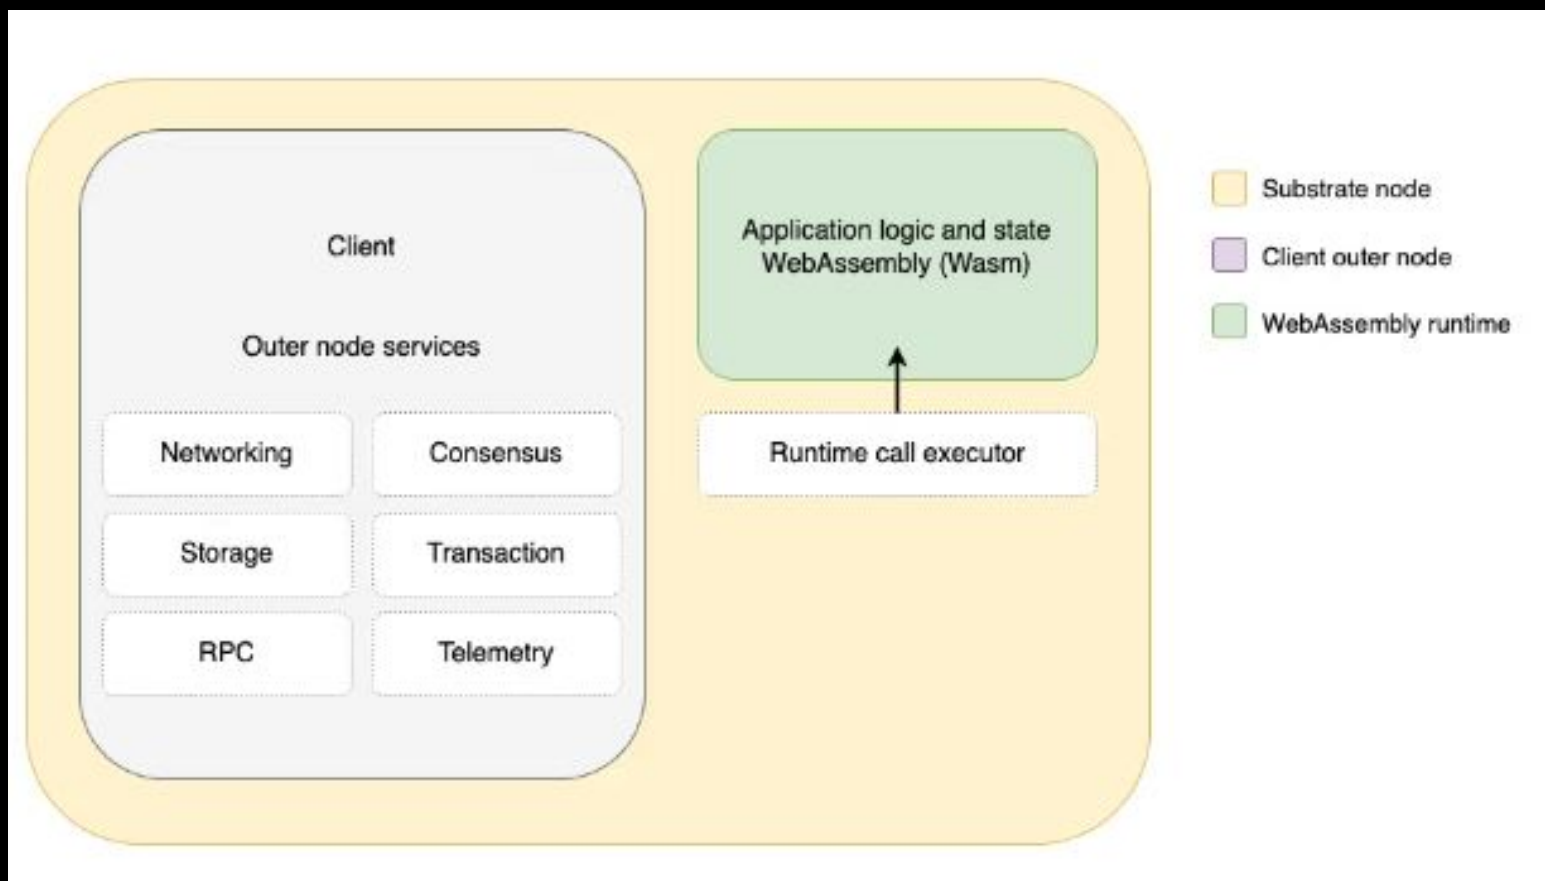 Client
Outer node services
Networking
Consensus
Storage
Transaction
RPC
Telemetry
Application logic and state
WebAssembly (Wasm)
Runtime call executor
Substrate node
Client outer node
WebAssembly runtime